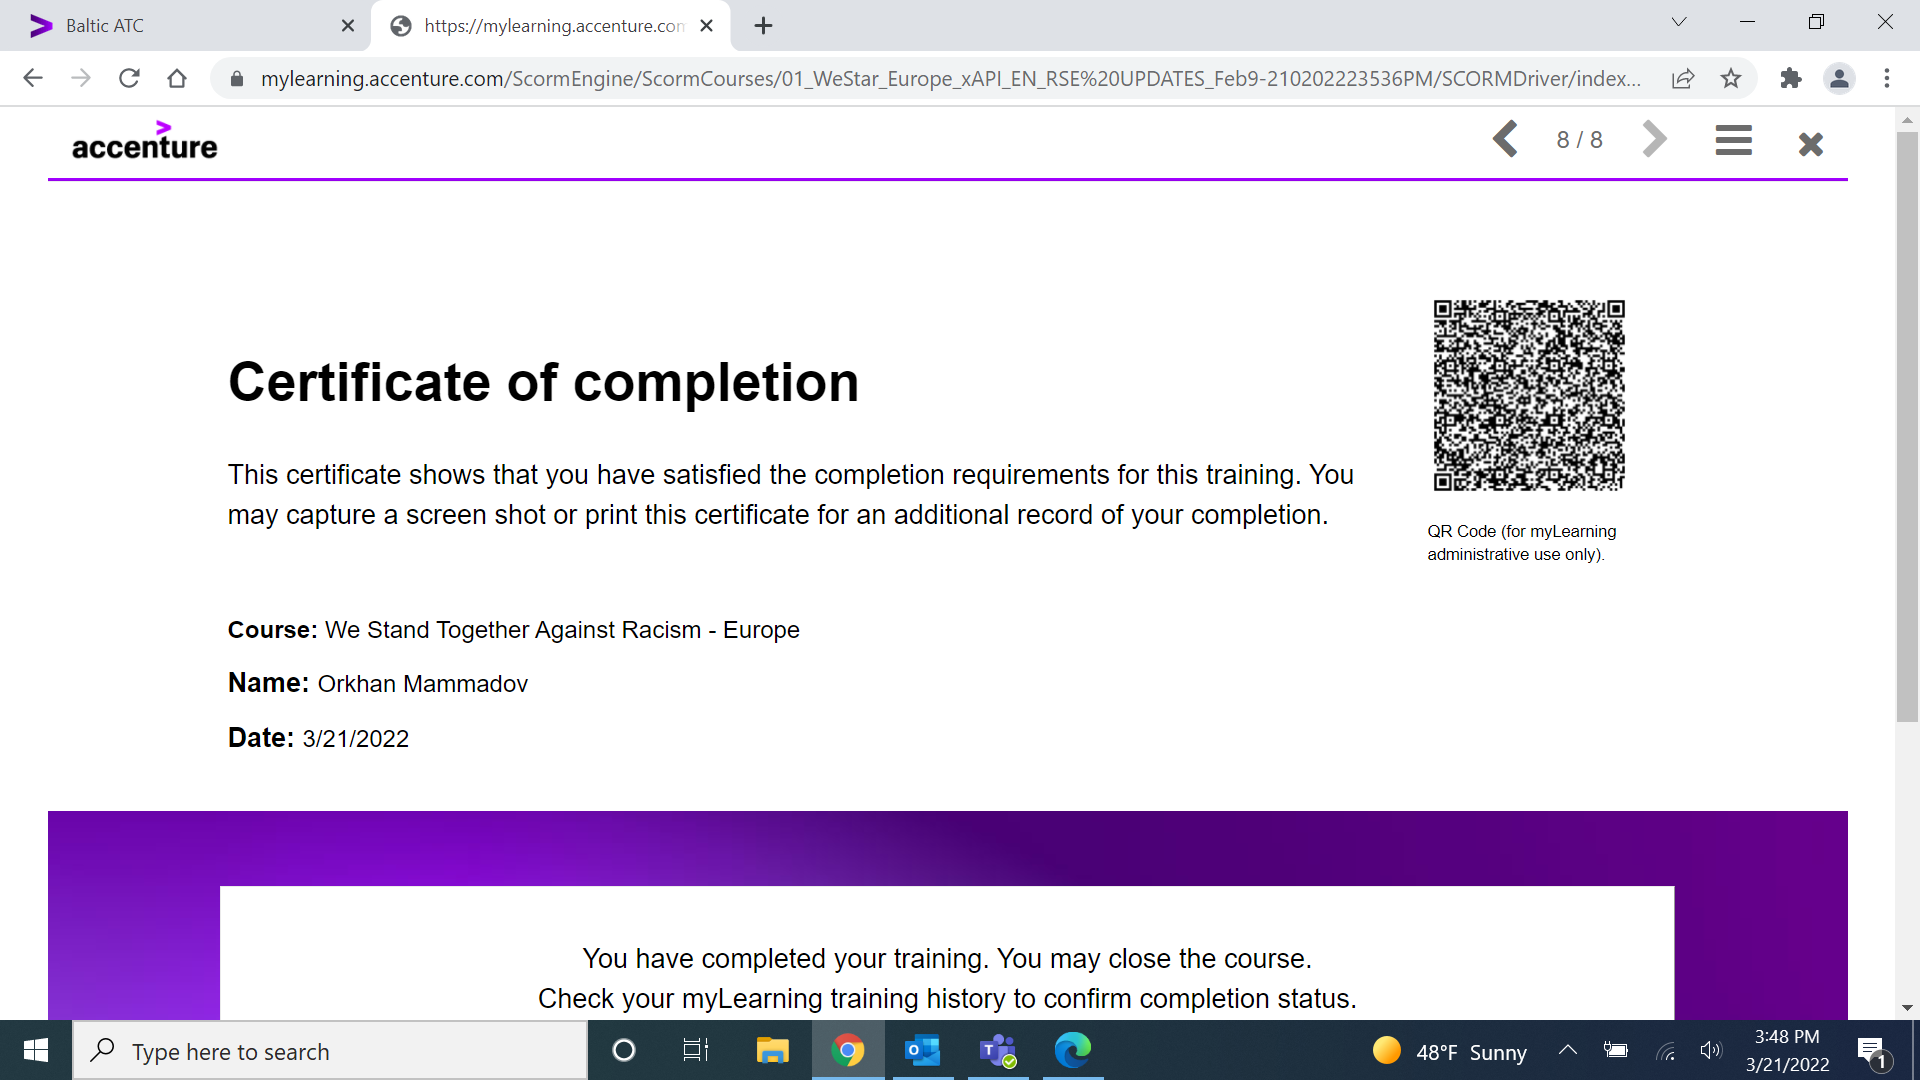 Baltic ATC
https://mylearning.accenture.con
mylearning.accenture.com/ScormEngine/ScormCourses/01_WeStar_Europe_xAPI_EN_RSE%20UPDATES_Feb9-210202223536PM/SCORMDriver/index...
accenture
8 / 8
Certificate of completion
This certificate shows that you have satisfied the completion requirements for this training. You
may capture a screen shot or print this certificate for an additional record of your completion.
QR Code (for myLearning
administrative use only).
Course: We Stand Together Against Racism - Europe
Name: Orkhan Mammadov
Date: 3/21/2022
You have completed your training. You may close the course.
Check your myLearning training history to confirm completion status.
Type here to search
48°F Sunny
3:48 PM
3/21/2022
1